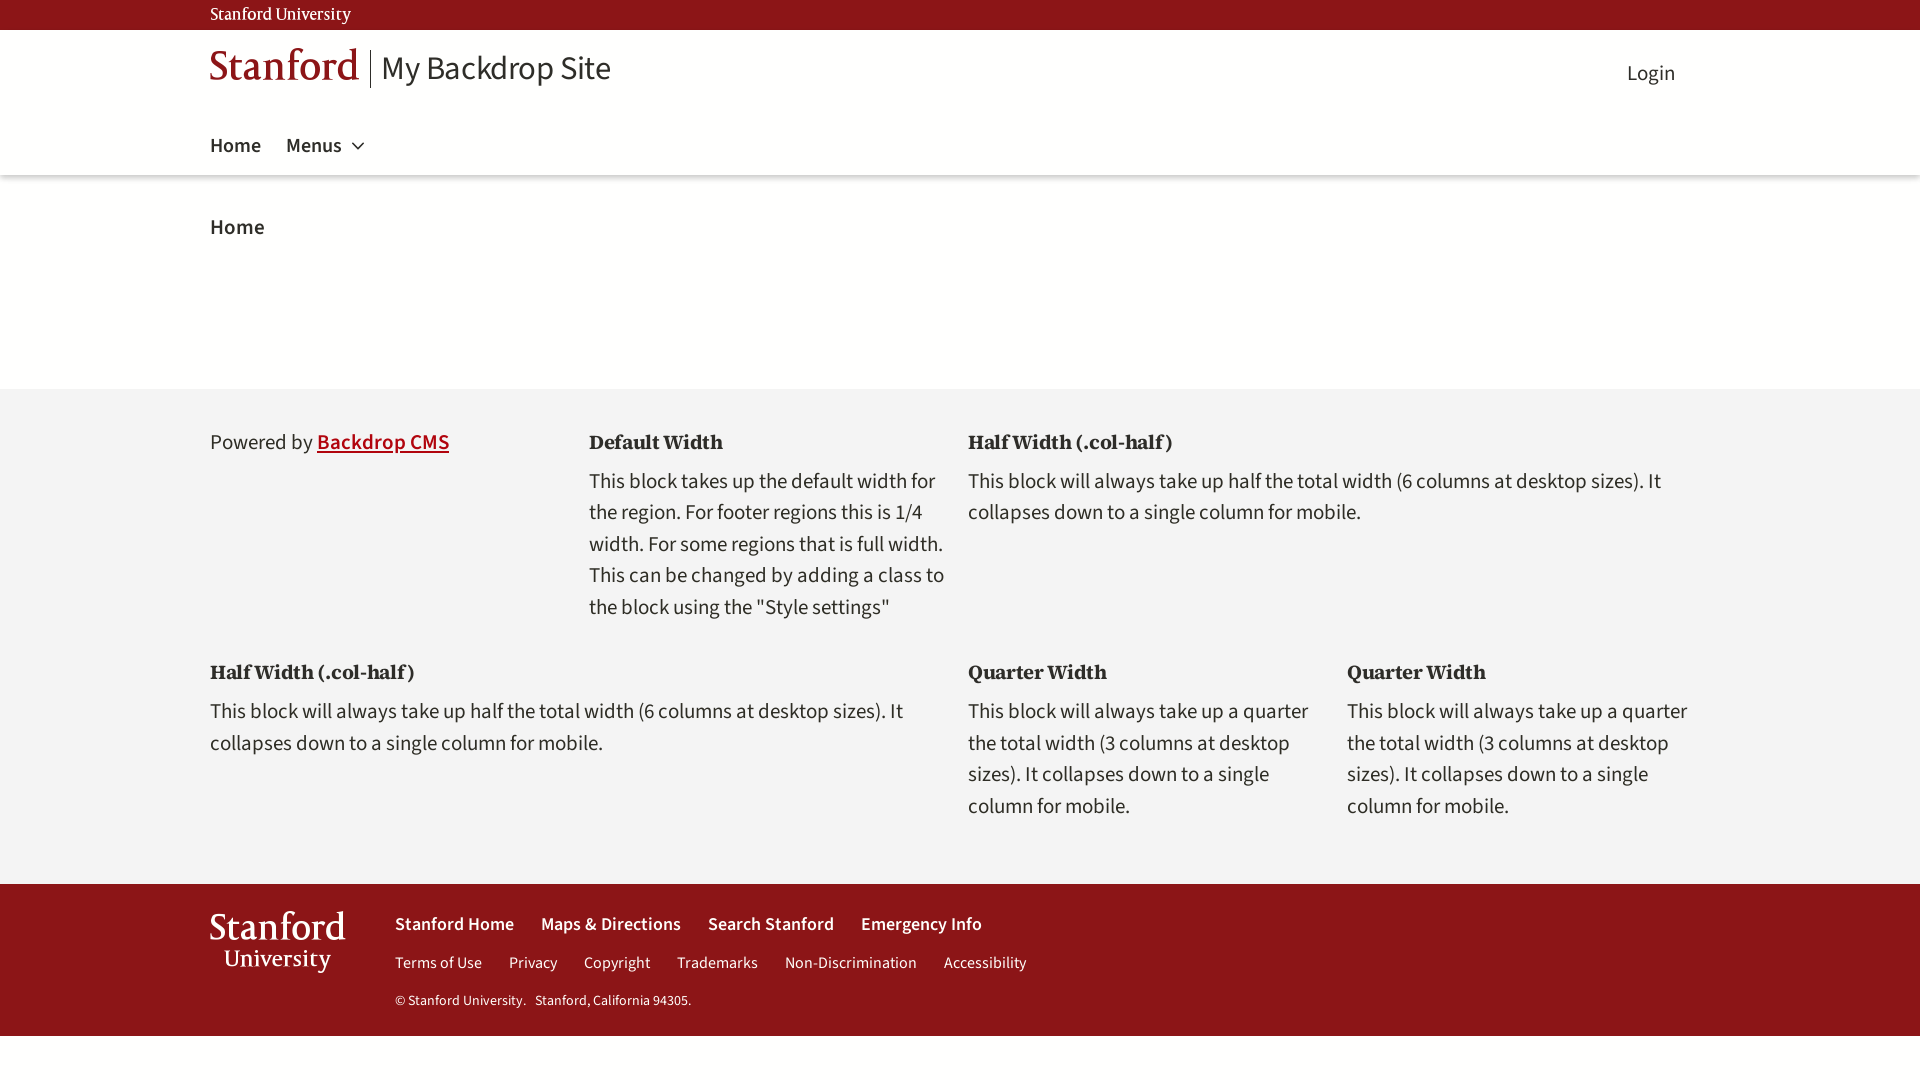 Stanford University
Stanford | My Backdrop Site
Login
Home Menus
Home
Powered by Backdrop CMS
Default Width
This block takes up the default width for
the region. For footer regions this is 1/4
width. For some regions that is full width.
This can be changed by adding a class to
the block using the "Style settings"
Half Width (.col-half)
This block will always take up half the total width (6 columns at desktop sizes). It
collapses down to a single column for mobile.
Half Width (.col-half)
This block will always take up half the total width (6 columns at desktop sizes). It
collapses down to a single column for mobile.
Quarter Width
This block will always take up a quarter
the total width (3 columns at desktop
sizes). It collapses down to a single
column for mobile.
Quarter Width
This block will always take up a quarter
the total width (3 columns at desktop
sizes). It collapses down to a single
column for mobile.
Stanford
University
Stanford Home Maps & Directions Search Stanford Emergency Info
Terms of Use Privacy Copyright Trademarks Non-Discrimination Accessibility
© Stanford University. Stanford, California 94305.